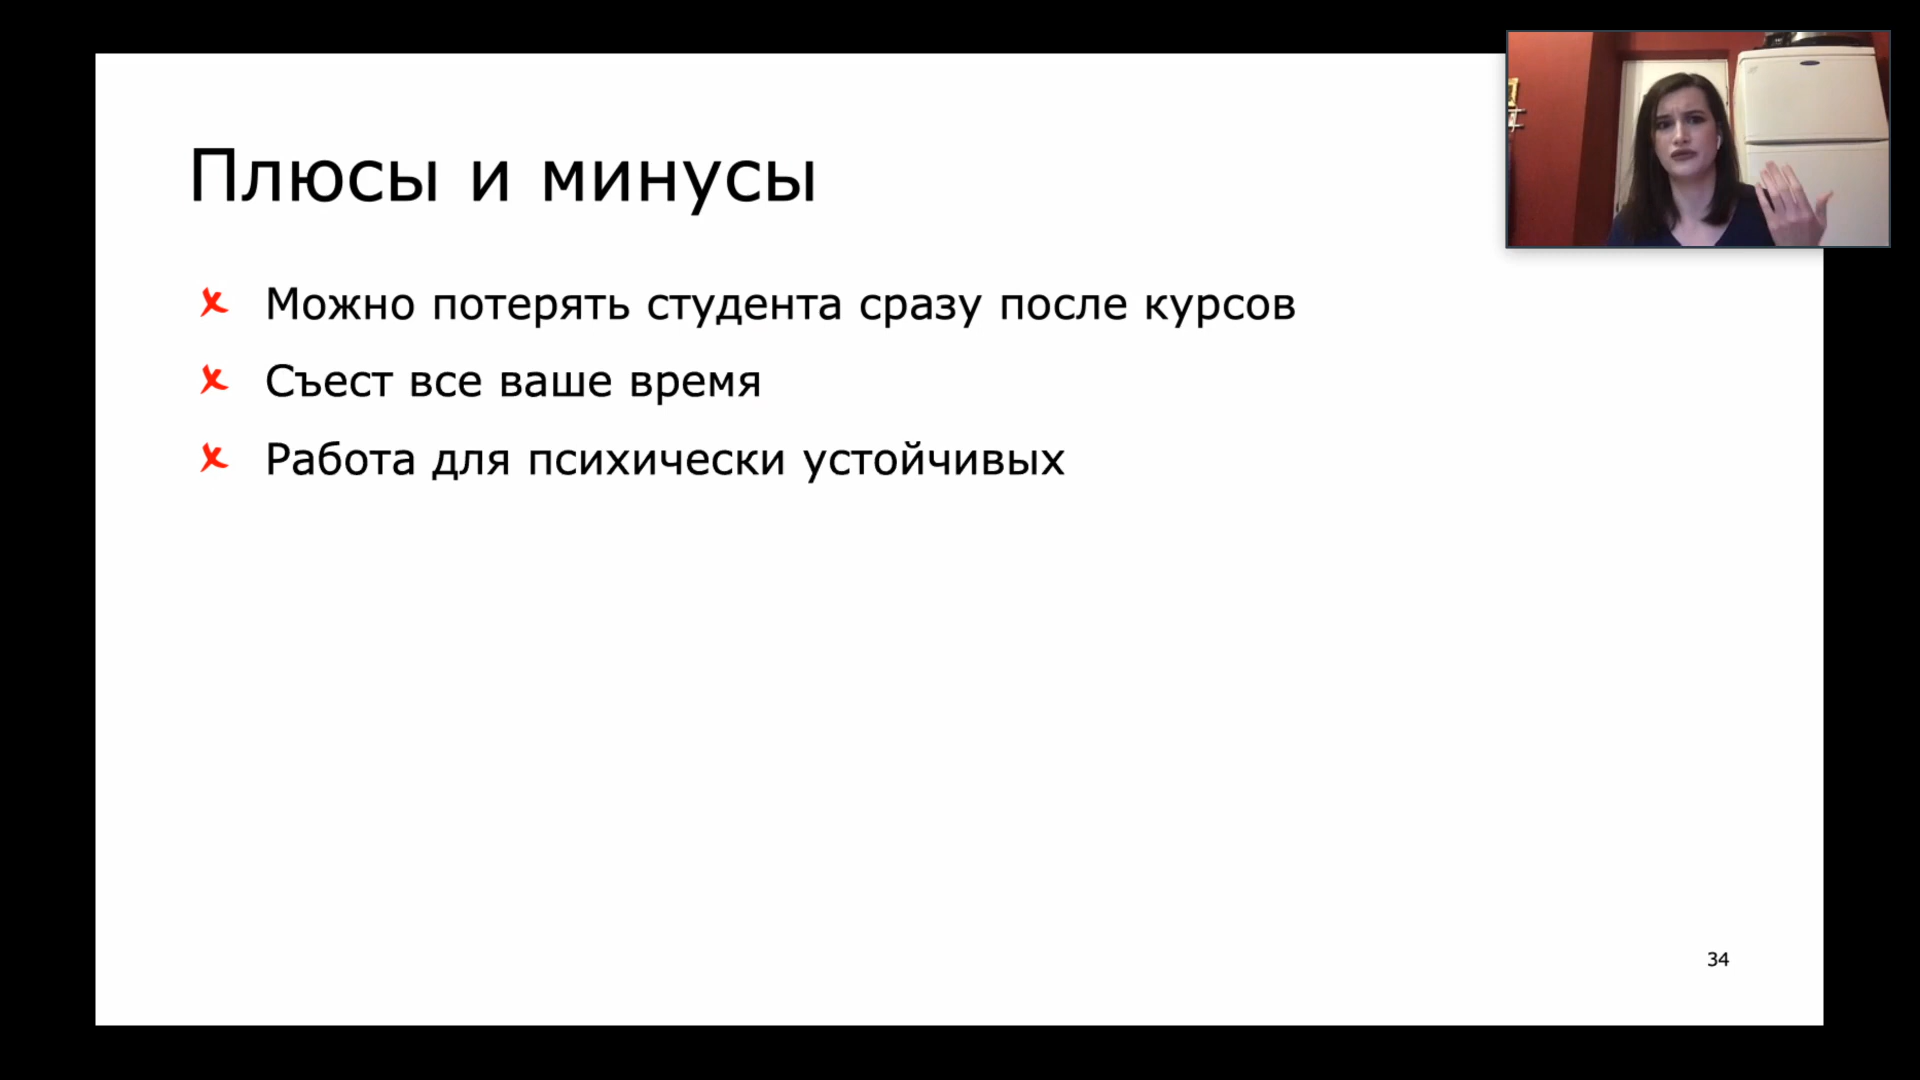 Плюсы и минусы
Можно потерять студента сразу после курсов
Съест все ваше время
Работа для психически устойчивых
34